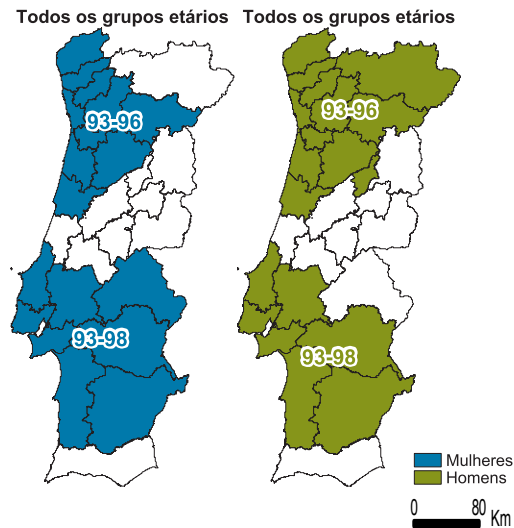 Todos os grupos etários
Todos os grupos etários
93-96
93-96
93-98
93-98
Mulheres
Homens
0 80 Km